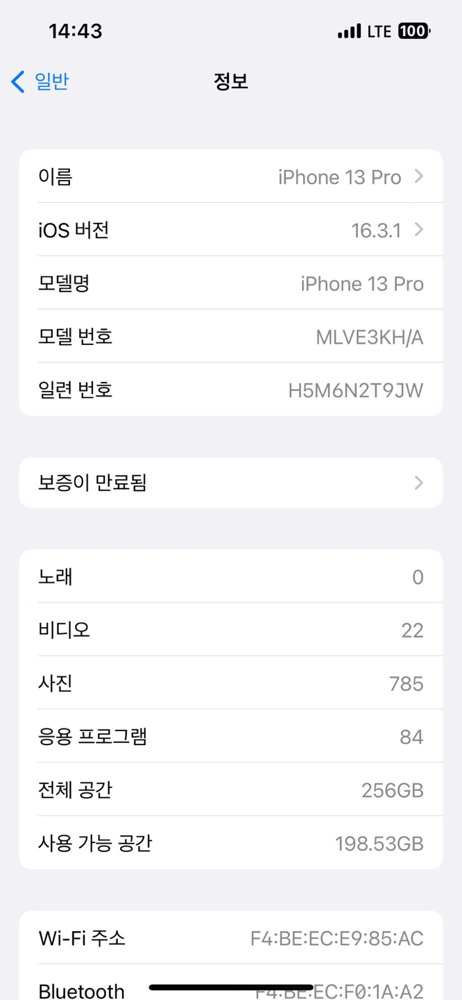 14:43 LTE 100
일반 정보
이름 iPhone 13 Pro
iOS 버전 16.3.1
모델명 iPhone 13 Pro
모델 번호 MLVE3KH/A
일련 번호 H5M6N2T9JW
보증이 만료됨
노래 0
비디오 22
사진 785
응용 프로그램 84
전체 공간 256GB
사용 가능 공간 198.53GB
Wi-Fi 주소 F4:BE:EC:E9:85:AC
Bluetooth F4:BE:EC:F0:1A:A2